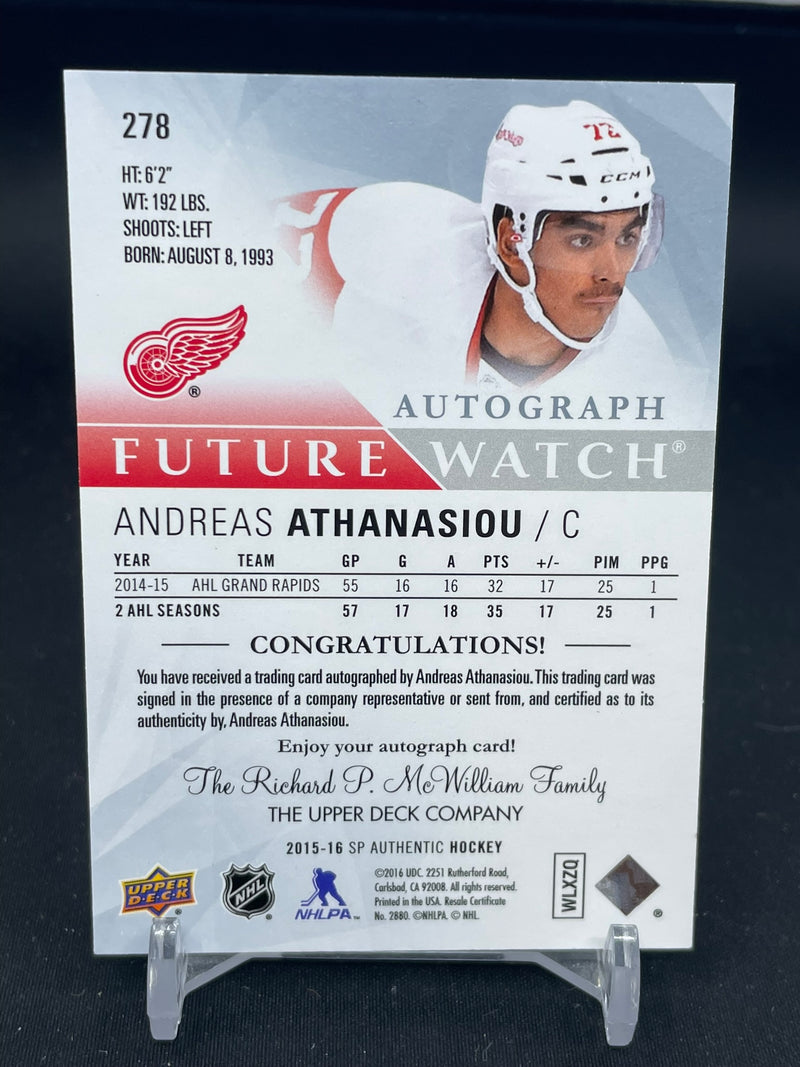 278
HT: 6'2"
WT: 192 LBS.
SHOOTS: LEFT
BORN: AUGUST 8, 1993
72
CCM
®
AUTOGRAPH
FUTURE WATCH®
ANDREAS ATHANASIOU / C
YEAR TEAM GP G A PTS +/- PIM PPG
2014-15 AHL GRAND RAPIDS 55 16 16 32 17 25 1
2 AHL SEASONS 57 17 18 35 17 25 1
CONGRATULATIONS!
You have received a trading card autographed by Andreas Athanasiou. This trading card was
signed in the presence of a company representative or sent from, and certified as to its
authenticity by, Andreas Athanasiou.
Enjoy your autograph card!
The Richard P. McWilliam Family
THE UPPER DECK COMPANY
2015-16 SP AUTHENTIC HOCKEY
UPPER DECK ®
NHL ®
NHLPA™
©2016 UDC. 2251 Rutherford Road,
Carlsbad, CA 92008. All rights reserved.
Printed in the USA. Resale Certificate
No. 2880. ©NHLPA. © NHL.
WLXZQ
®